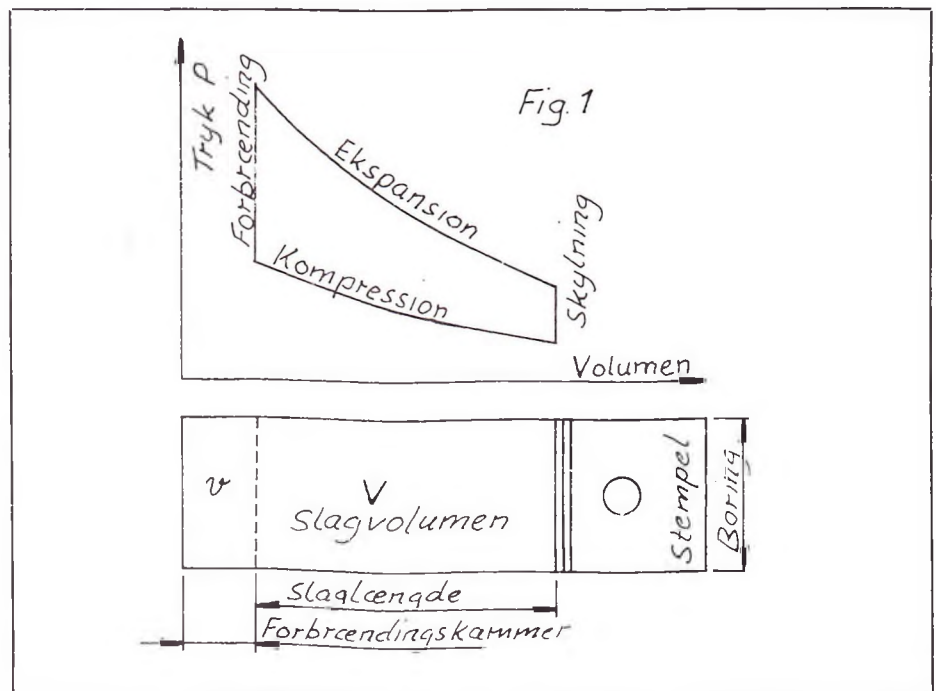 Fig. 1
Tryk P
Forbrænding
Ekspansion
Kompression
Skylning
Volumen
v
V
Slagvolumen
Stempel
Boring
Slaglængde
Forbrændingskammer